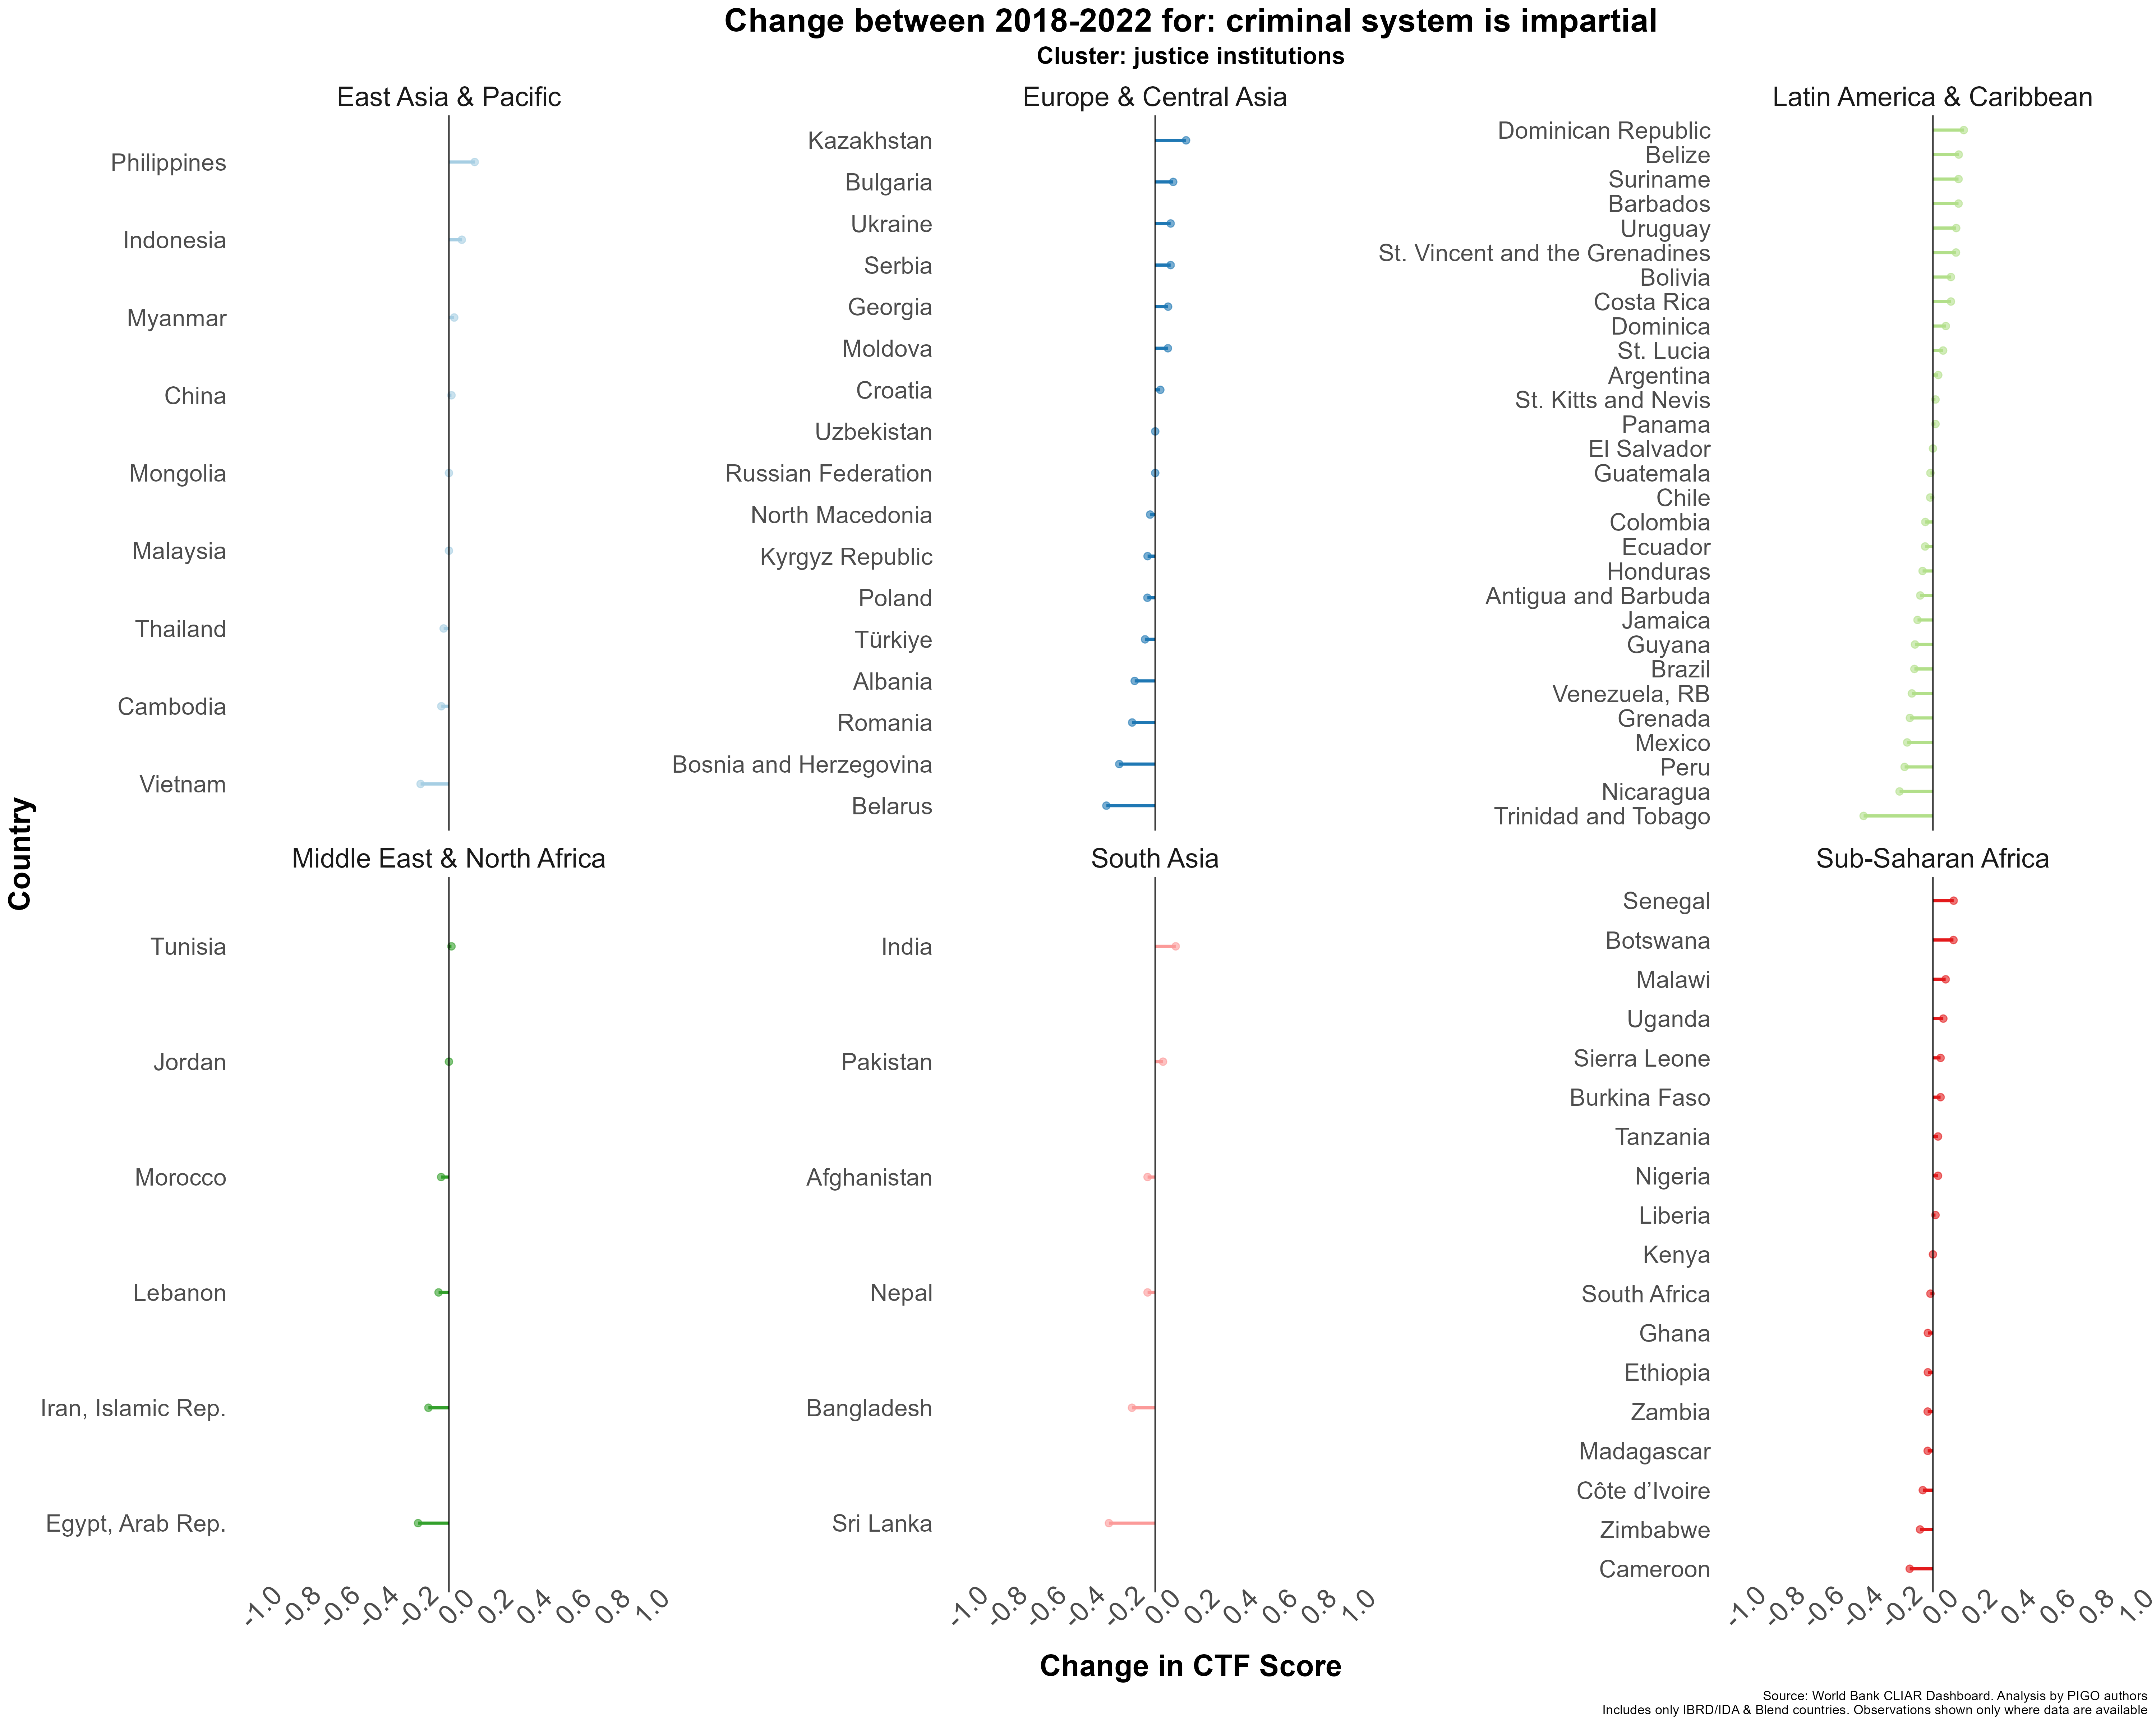 Change between 2018-2022 for: criminal system is impartial
Cluster: justice institutions
East Asia & Pacific
Philippines
Indonesia
Myanmar
China
Mongolia
Malaysia
Thailand
Cambodia
Vietnam
Europe & Central Asia
Kazakhstan
Bulgaria
Ukraine
Serbia
Georgia
Moldova
Croatia
Uzbekistan
Russian Federation
North Macedonia
Kyrgyz Republic
Poland
Türkiye
Albania
Romania
Bosnia and Herzegovina
Belarus
Latin America & Caribbean
Dominican Republic
Belize
Suriname
Barbados
Uruguay
St. Vincent and the Grenadines
Bolivia
Costa Rica
Dominica
St. Lucia
Argentina
St. Kitts and Nevis
Panama
El Salvador
Guatemala
Chile
Colombia
Ecuador
Honduras
Antigua and Barbuda
Jamaica
Guyana
Brazil
Venezuela, RB
Grenada
Mexico
Peru
Nicaragua
Trinidad and Tobago
Country
Middle East & North Africa
Tunisia
Jordan
Morocco
Lebanon
Iran, Islamic Rep.
Egypt, Arab Rep.
-1.0 -0.8 -0.6 -0.4 -0.2 0.0 0.2 0.4 0.6 0.8 1.0
South Asia
India
Pakistan
Afghanistan
Nepal
Bangladesh
Sri Lanka
-1.0 -0.8 -0.6 -0.4 -0.2 0.0 0.2 0.4 0.6 0.8 1.0
Sub-Saharan Africa
Senegal
Botswana
Malawi
Uganda
Sierra Leone
Burkina Faso
Tanzania
Nigeria
Liberia
Kenya
South Africa
Ghana
Ethiopia
Zambia
Madagascar
Côte d’Ivoire
Zimbabwe
Cameroon
-1.0 -0.8 -0.6 -0.4 -0.2 0.0 0.2 0.4 0.6 0.8 1.0
Change in CTF Score
Source: World Bank CLIAR Dashboard. Analysis by PIGO authors
Includes only IBRD/IDA & Blend countries. Observations shown only where data are available